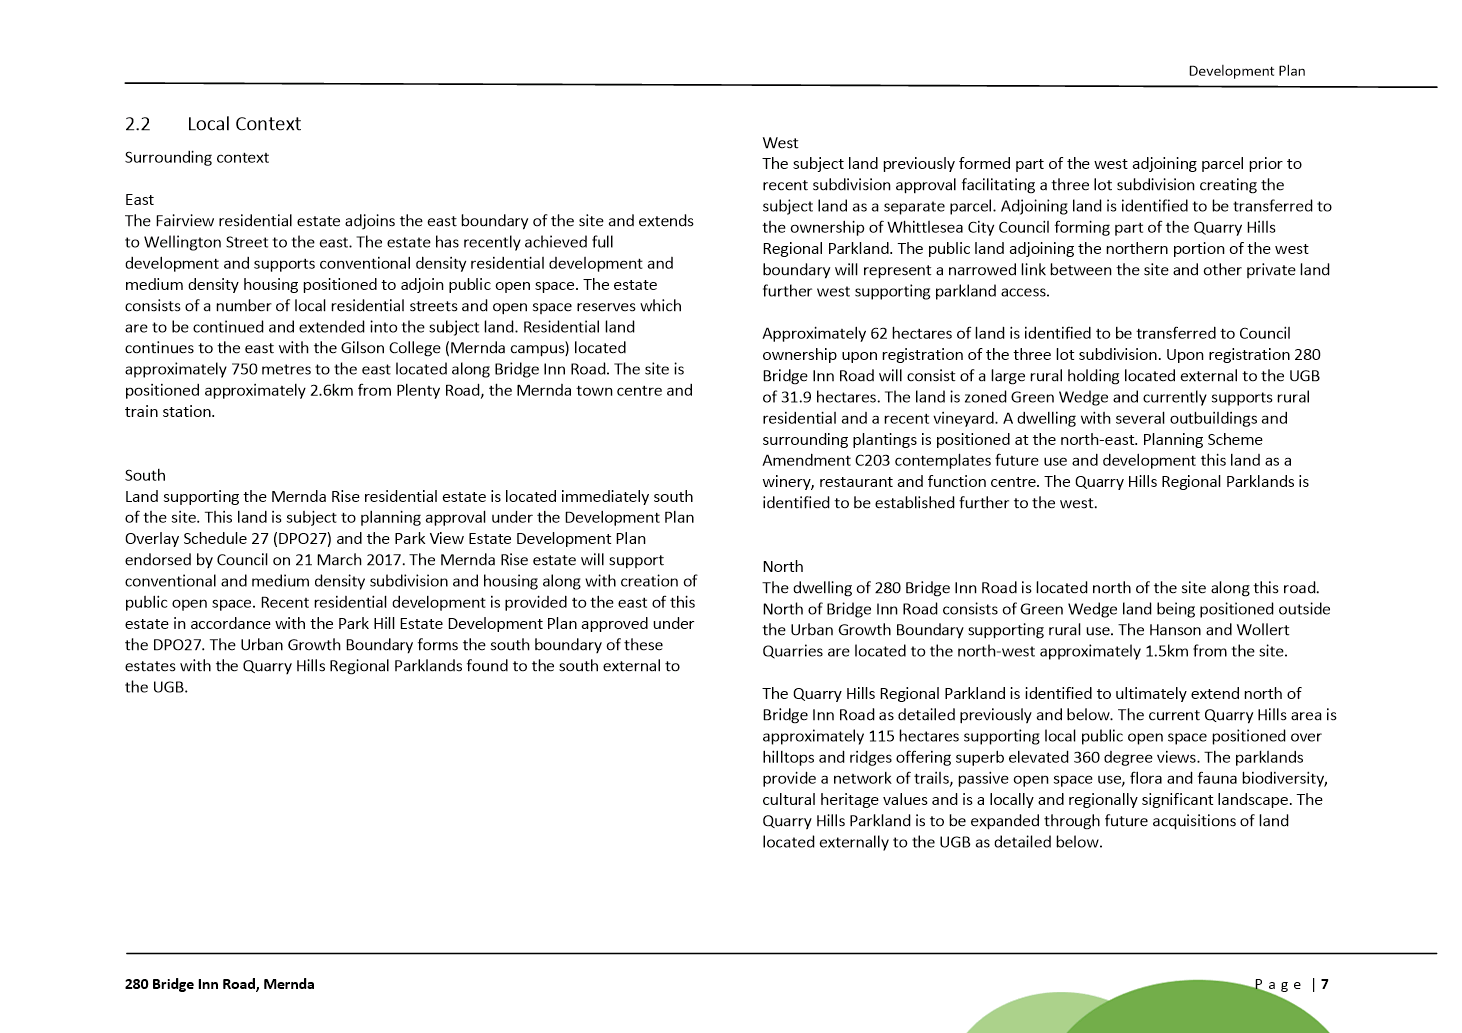 Development Plan
2.2 Local Context
Surrounding context
East
The Fairview residential estate adjoins the east boundary of the site and extends
to Wellington Street to the east. The estate has recently achieved full
development and supports conventional density residential development and
medium density housing positioned to adjoin public open space. The estate
consists of a number of local residential streets and open space reserves which
are to be continued and extended into the subject land. Residential land
continues to the east with the Gilson College (Mernda campus) located
approximately 750 metres to the east located along Bridge Inn Road. The site is
positioned approximately 2.6km from Plenty Road, the Mernda town centre and
train station.
South
Land supporting the Mernda Rise residential estate is located immediately south
of the site. This land is subject to planning approval under the Development Plan
Overlay Schedule 27 (DPO27) and the Park View Estate Development Plan
endorsed by Council on 21 March 2017. The Mernda Rise estate will support
conventional and medium density subdivision and housing along with creation of
public open space. Recent residential development is provided to the east of this
estate in accordance with the Park Hill Estate Development Plan approved under
the DPO27. The Urban Growth Boundary forms the south boundary of these
estates with the Quarry Hills Regional Parklands found to the south external to
the UGB.
West
The subject land previously formed part of the west adjoining parcel prior to
recent subdivision approval facilitating a three lot subdivision creating the
subject land as a separate parcel. Adjoining land is identified to be transferred to
the ownership of Whittlesea City Council forming part of the Quarry Hills
Regional Parkland. The public land adjoining the northern portion of the west
boundary will represent a narrowed link between the site and other private land
further west supporting parkland access.
Approximately 62 hectares of land is identified to be transferred to Council
ownership upon registration of the three lot subdivision. Upon registration 280
Bridge Inn Road will consist of a large rural holding located external to the UGB
of 31.9 hectares. The land is zoned Green Wedge and currently supports rural
residential and a recent vineyard. A dwelling with several outbuildings and
surrounding plantings is positioned at the north-east. Planning Scheme
Amendment C203 contemplates future use and development this land as a
winery, restaurant and function centre. The Quarry Hills Regional Parklands is
identified to be established further to the west.
North
The dwelling of 280 Bridge Inn Road is located north of the site along this road.
North of Bridge Inn Road consists of Green Wedge land being positioned outside
the Urban Growth Boundary supporting rural use. The Hanson and Wollert
Quarries are located to the north-west approximately 1.5km from the site.
The Quarry Hills Regional Parkland is identified to ultimately extend north of
Bridge Inn Road as detailed previously and below. The current Quarry Hills area is
approximately 115 hectares supporting local public open space positioned over
hilltops and ridges offering superb elevated 360 degree views. The parklands
provide a network of trails, passive open space use, flora and fauna biodiversity,
cultural heritage values and is a locally and regionally significant landscape. The
Quarry Hills Parkland is to be expanded through future acquisitions of land
located externally to the UGB as detailed below.
280 Bridge Inn Road, Mernda
Page | 7